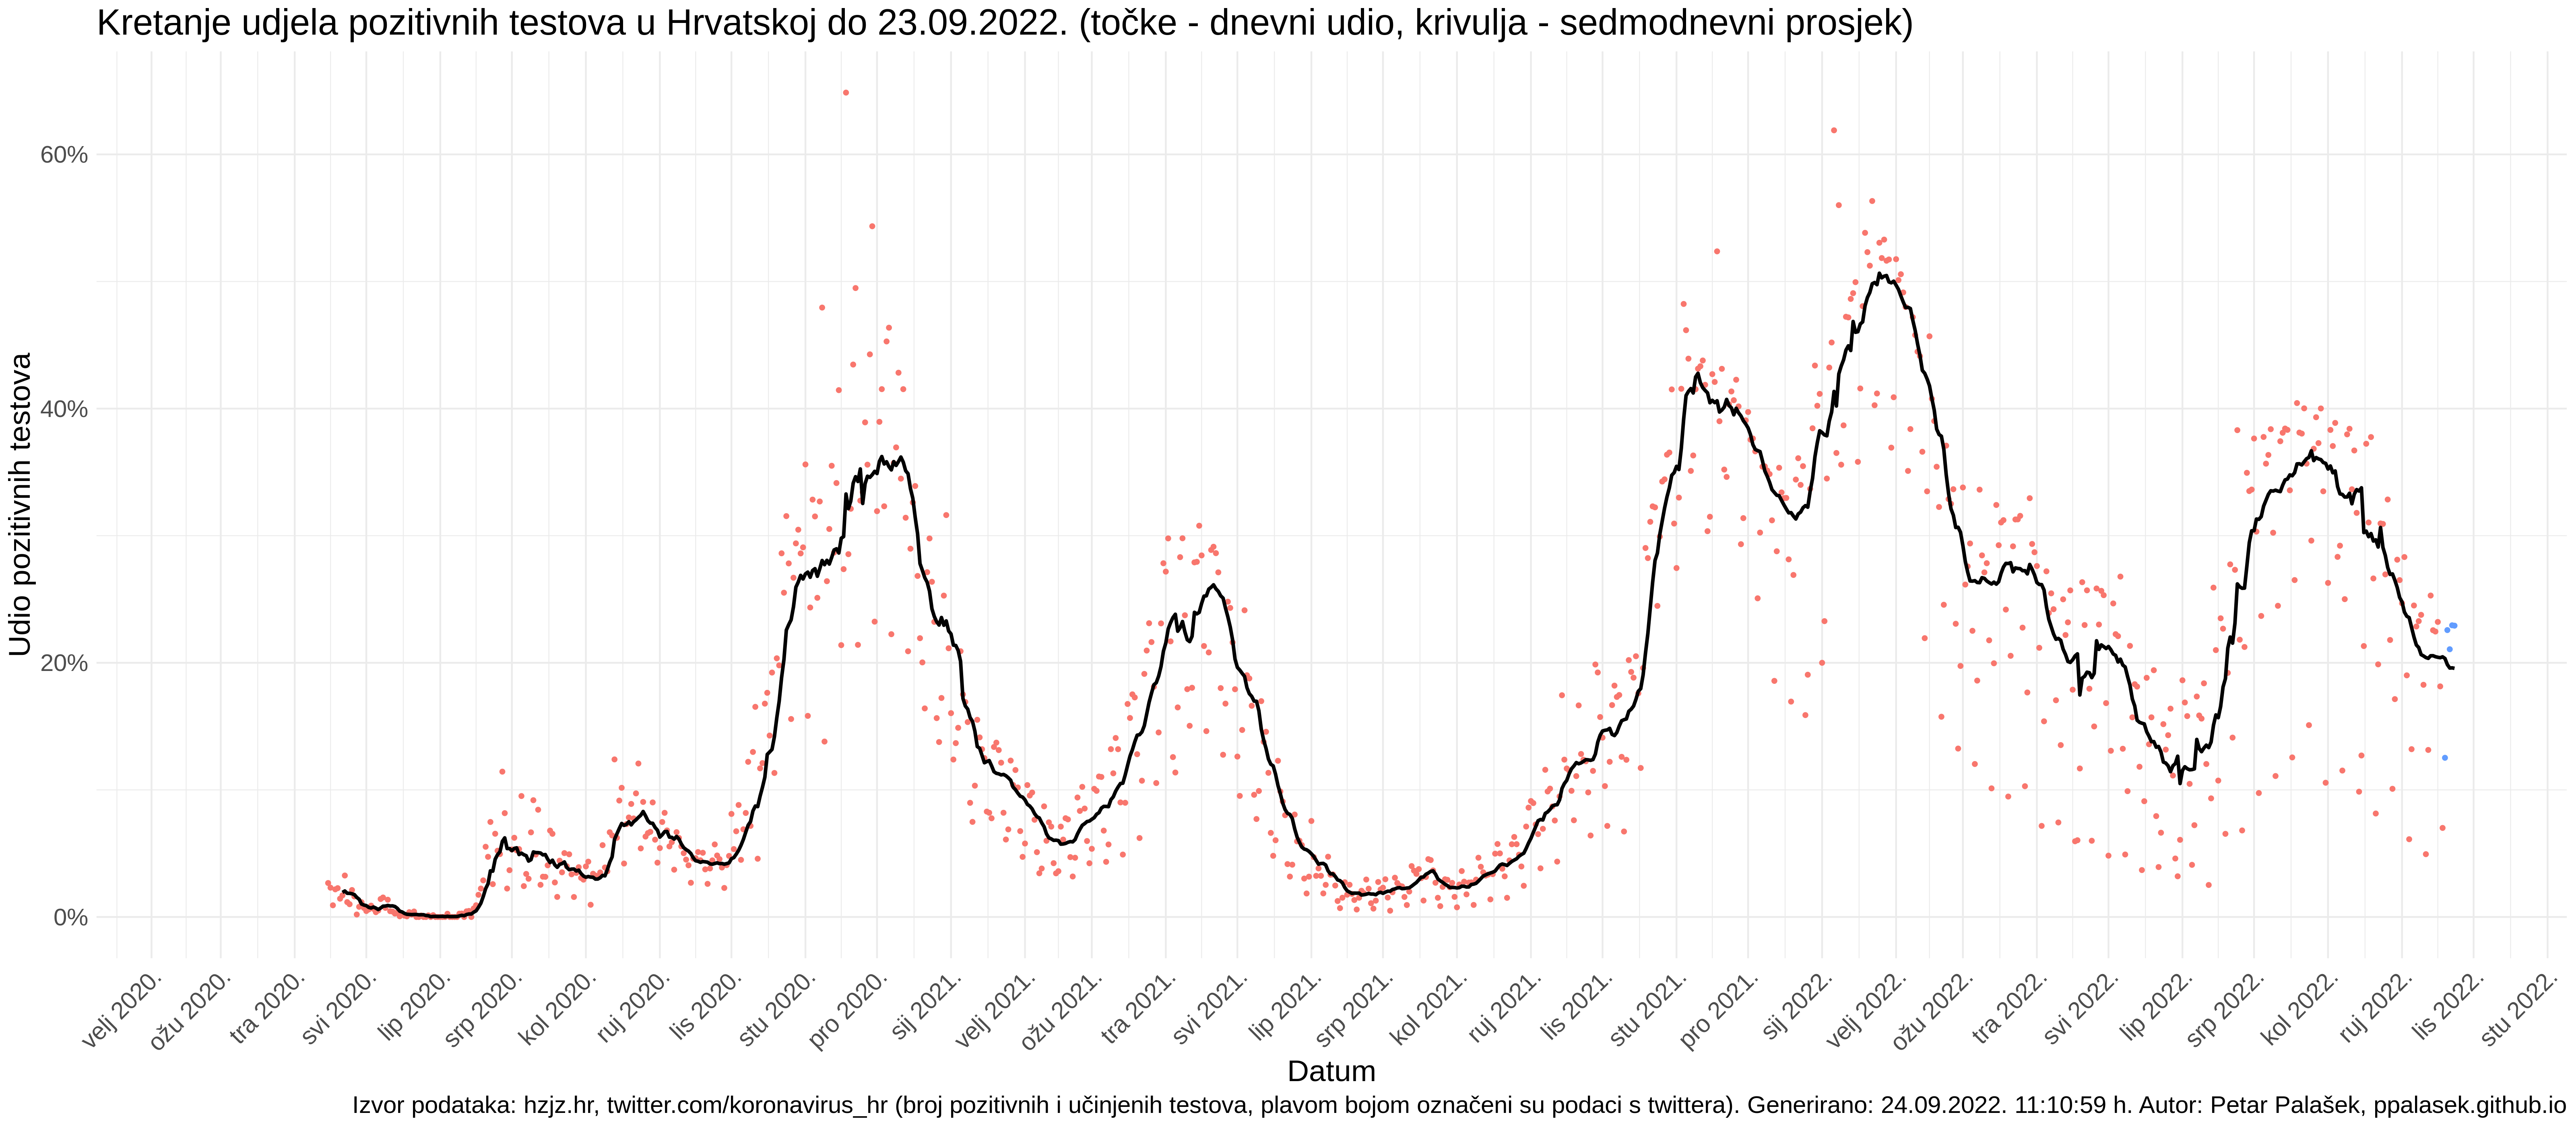 Kretanje udjela pozitivnih testova u Hrvatskoj do 23.09.2022. (točke - dnevni udio, krivulja - sedmodnevni prosjek)
Udio pozitivnih testova
60%
40%
20%
0%
velj 2020.
ožu 2020.
tra 2020.
svi 2020.
lip 2020.
srp 2020.
kol 2020.
ruj 2020.
lis 2020.
stu 2020.
pro 2020.
sij 2021.
velj 2021.
ožu 2021.
tra 2021.
svi 2021.
lip 2021.
srp 2021.
kol 2021.
ruj 2021.
lis 2021.
stu 2021.
pro 2021.
sij 2022.
velj 2022.
ožu 2022.
tra 2022.
svi 2022.
lip 2022.
srp 2022.
kol 2022.
ruj 2022.
lis 2022.
stu 2022.
Datum
Izvor podataka: hzjz.hr, twitter.com/koronavirus_hr (broj pozitivnih i učinjenih testova, plavom bojom označeni su podaci s twittera). Generirano: 24.09.2022. 11:10:59 h. Autor: Petar Palašek, ppalasek.github.io